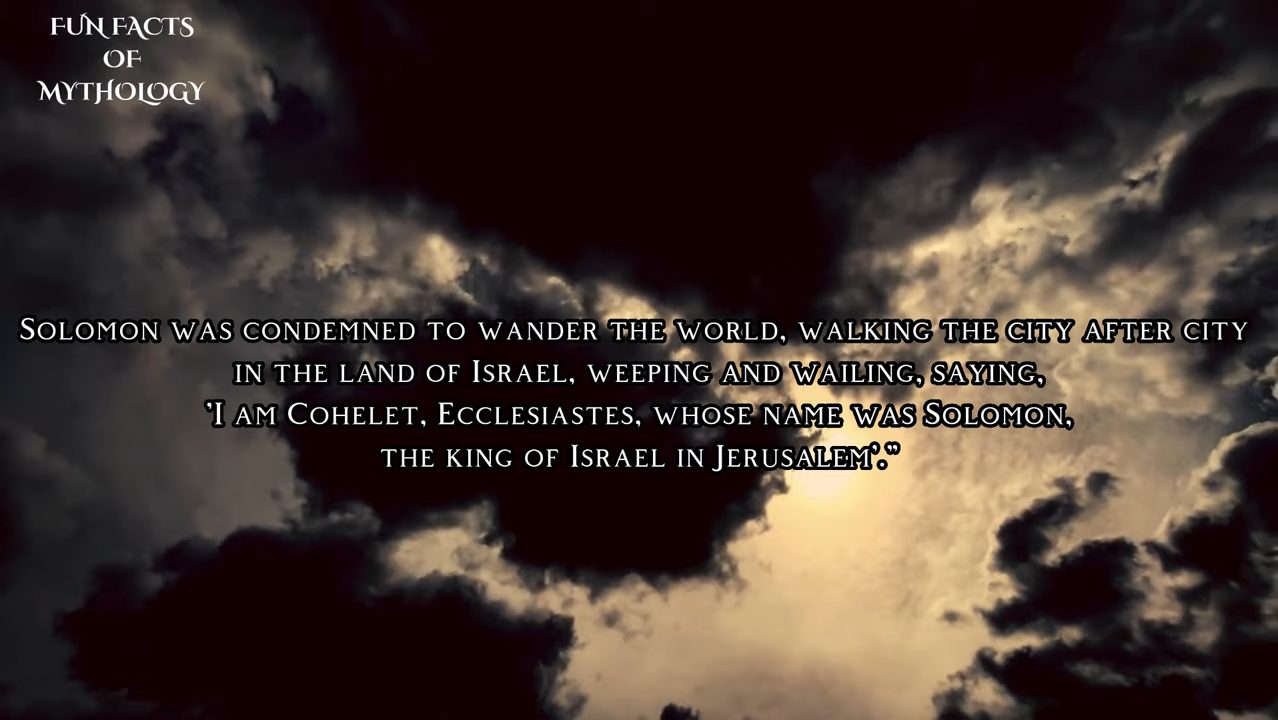 FUN FACTS
OF
MYTHOLOGY
Solomon was condemned to wander the world, walking the city after city
in the land of Israel, weeping and wailing, saying,
'I am Cohelet, Ecclesiastes, whose name was Solomon,
the king of Israel in Jerusalem'."